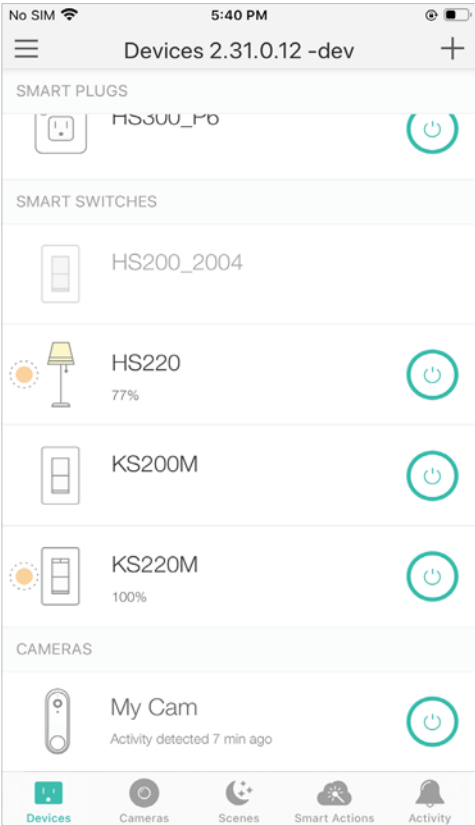 No SIM 5:40 PM
Devices 2.31.0.12 -dev
SMART PLUGS
HS300_P6
SMART SWITCHES
HS200_2004
HS220
77%
KS200M
KS220M
100%
CAMERAS
My Cam
Activity detected 7 min ago
Devices Cameras Scenes Smart Actions Activity